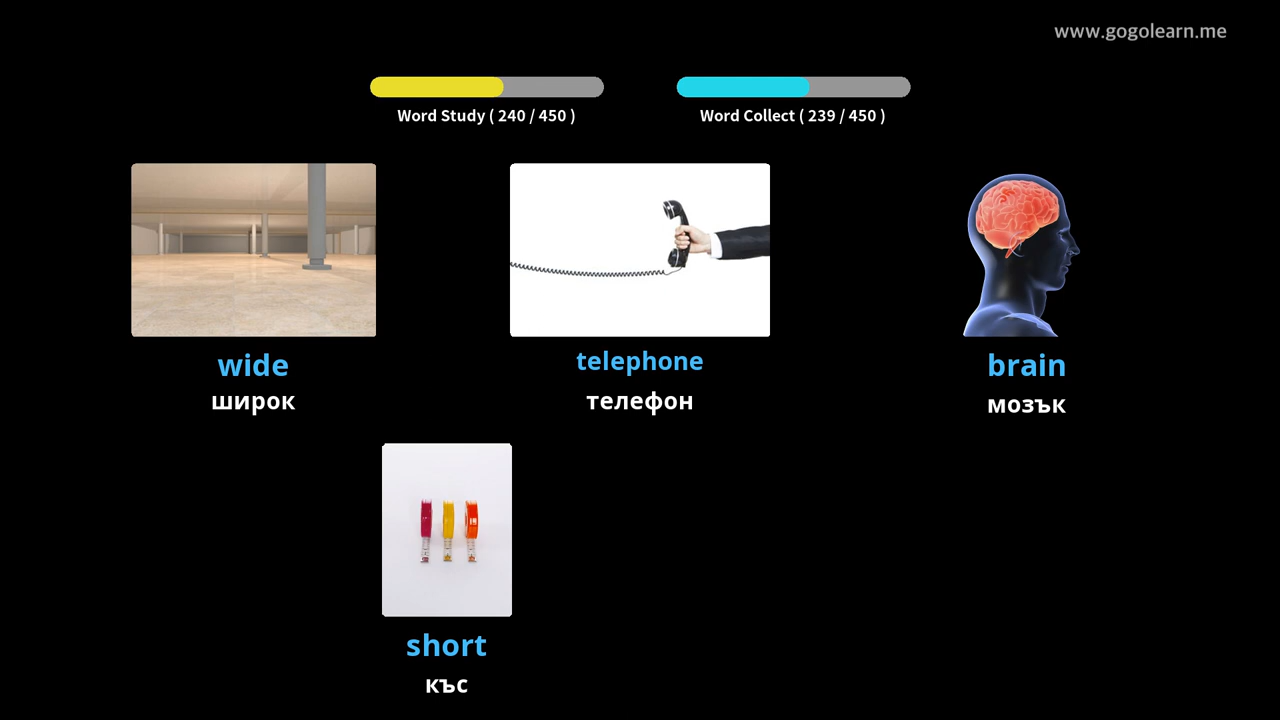 www.gogolearn.me
Word Study ( 240 / 450 )
Word Collect ( 239 / 450 )
wide
широк
telephone
телефон
brain
мозък
short
къс